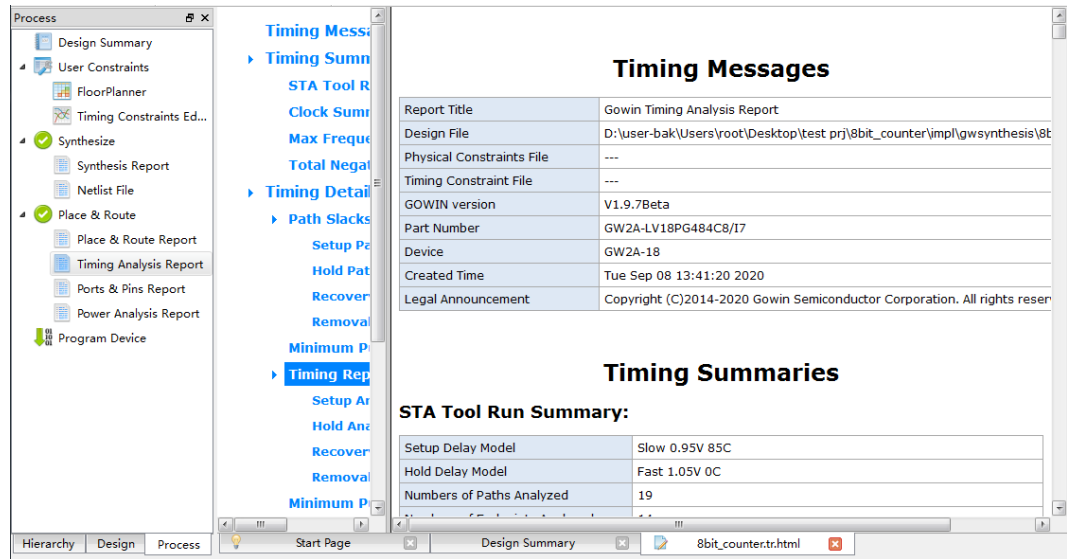 Process
Design Summary
User Constraints
FloorPlanner
Timing Constraints Ed...
Synthesize
Synthesis Report
Netlist File
Place & Route
Place & Route Report
Timing Analysis Report
Ports & Pins Report
Power Analysis Report
Program Device
Hierarchy Design Process
Timing Messa
Timing Summ
STA Tool R
Clock Sumr
Max Freque
Total Negat
Timing Detail
Path Slacks
Setup Pa
Hold Pat
Recover
Removal
Minimum P
Timing Rep
Setup An
Hold Ana
Recover
Removal
Minimum P
Timing Messages
Report Title Gowin Timing Analysis Report
Design File D:\user-bak\Users\root\Desktop\test prj\8bit_counter\impl\gwsynthesis\8b
Physical Constraints File ---
Timing Constraint File ---
GOWIN version V1.9.7Beta
Part Number GW2A-LV18PG484C8/I7
Device GW2A-18
Created Time Tue Sep 08 13:41:20 2020
Legal Announcement Copyright (C)2014-2020 Gowin Semiconductor Corporation. All rights reser
Timing Summaries
STA Tool Run Summary:
Setup Delay Model Slow 0.95V 85C
Hold Delay Model Fast 1.05V 0C
Numbers of Paths Analyzed 19
Start Page Design Summary 8bit_counter.tr.html